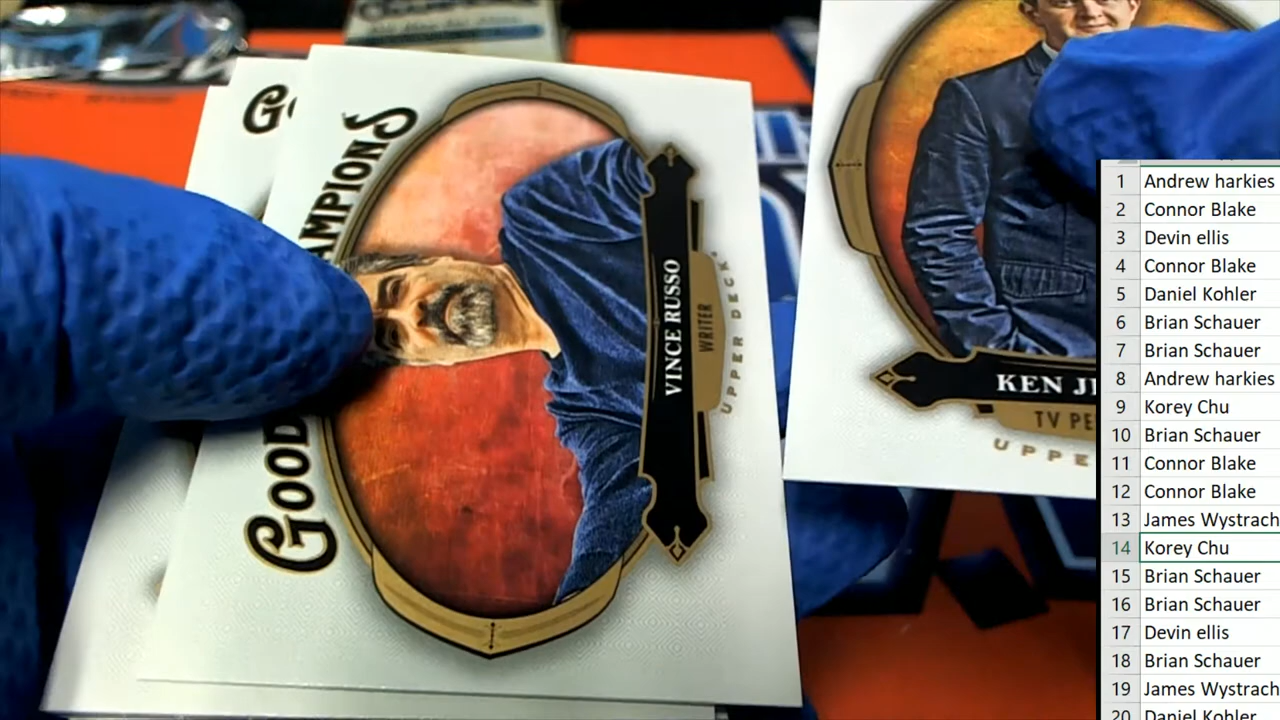 Go
GOOD
AMPIONS
VINCE RUSSO
WRITER
UPPER DECK
KEN JE
TV PE
UPPE
1 Andrew harkies
2 Connor Blake
3 Devin ellis
4 Connor Blake
5 Daniel Kohler
6 Brian Schauer
7 Brian Schauer
8 Andrew harkies
9 Korey Chu
10 Brian Schauer
11 Connor Blake
12 Connor Blake
13 James Wystrach
14 Korey Chu
15 Brian Schauer
16 Brian Schauer
17 Devin ellis
18 Brian Schauer
19 James Wystrach
20 Daniel Kohler